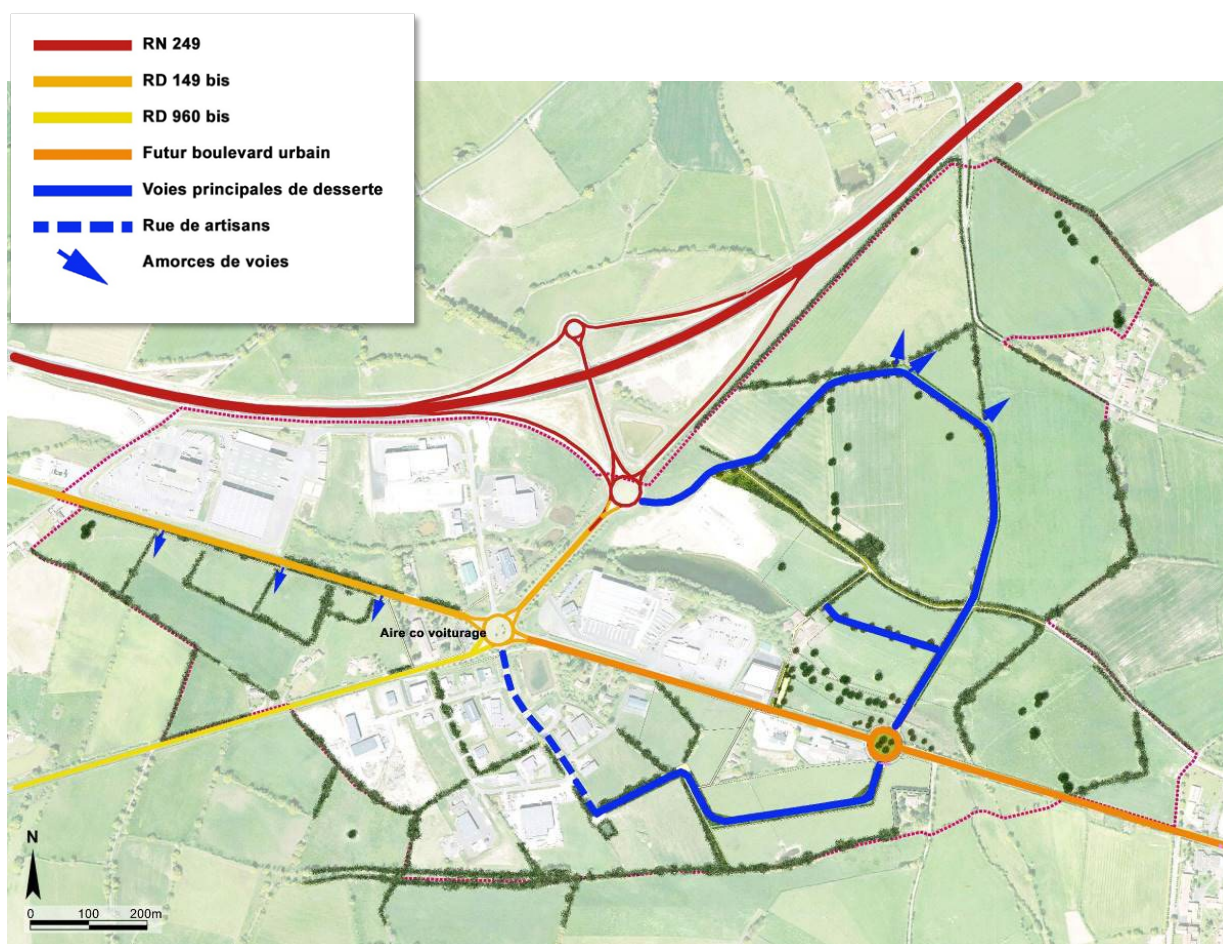 RN 249
RD 149 bis
RD 960 bis
Futur boulevard urbain
Voies principales de desserte
Rue de artisans
Amorces de voies
Aire co voiturage
N
0 100 200m